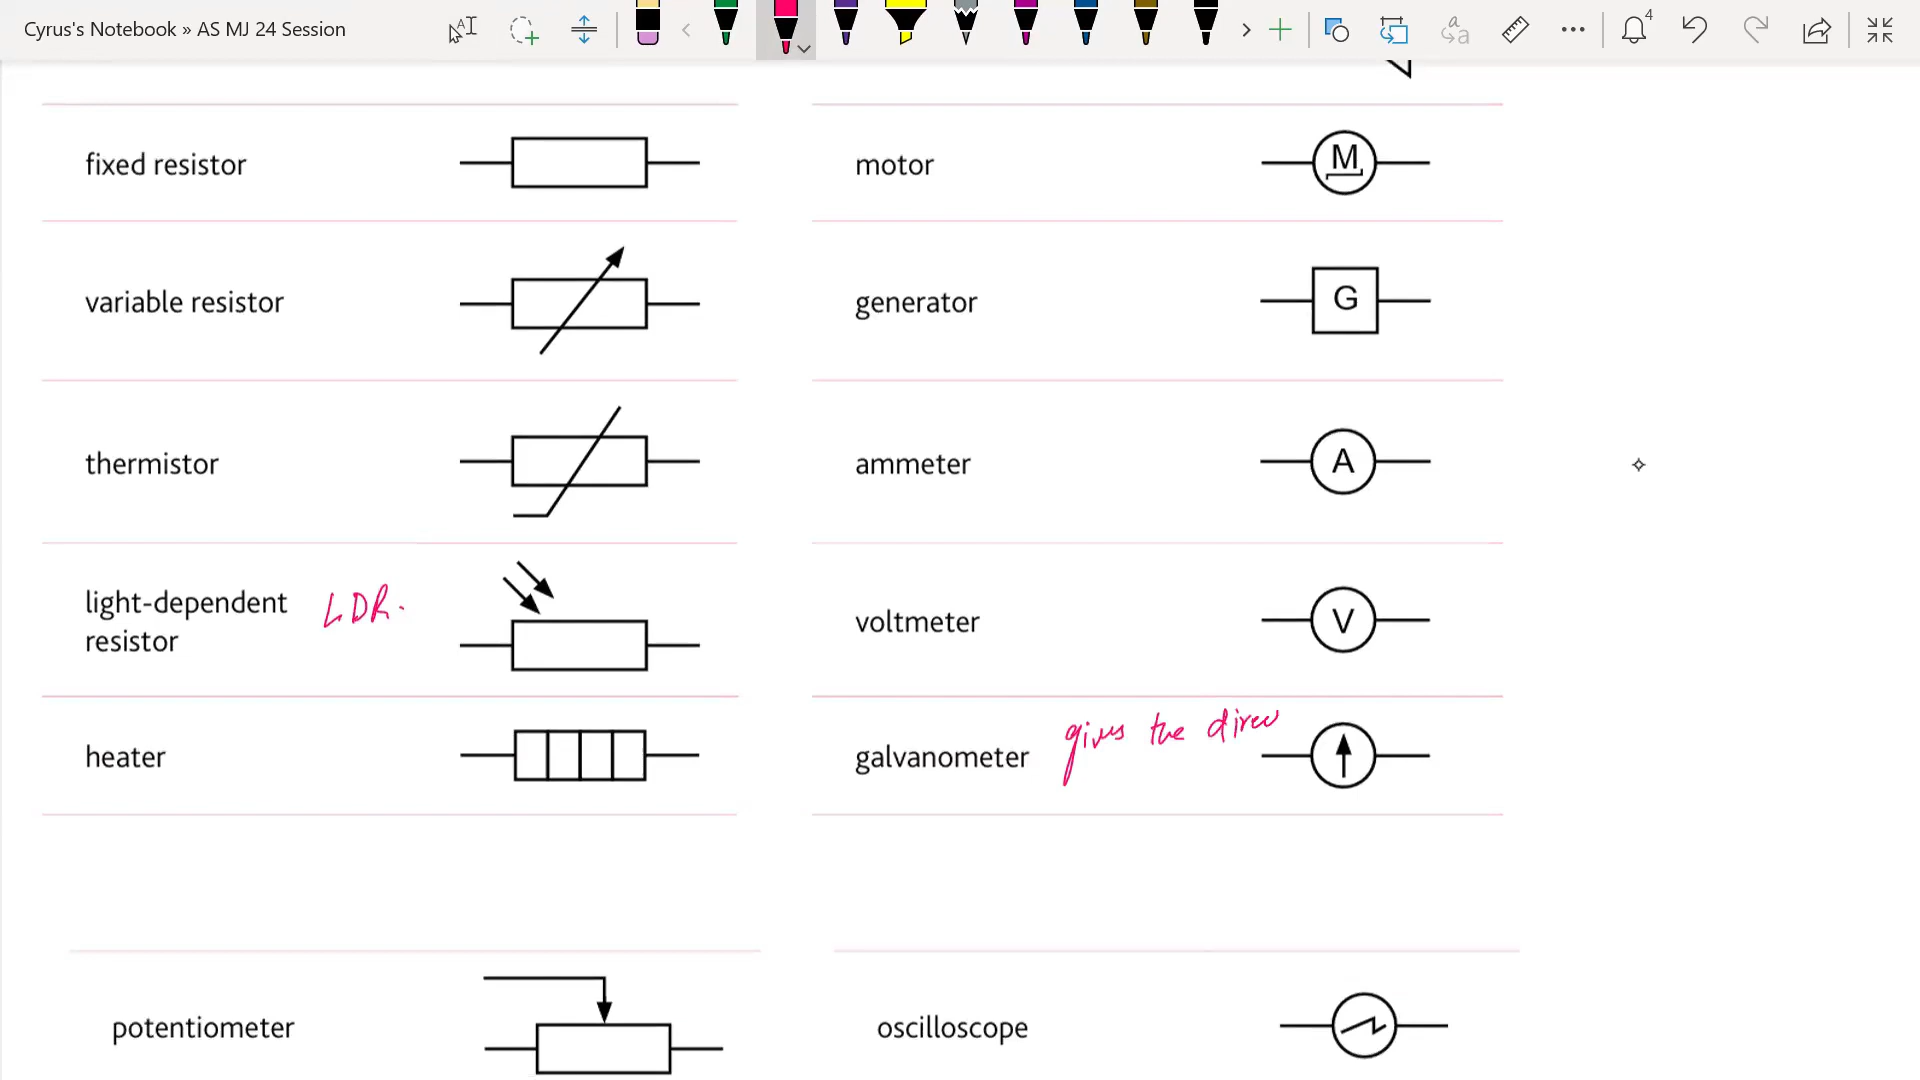 Cyrus's Notebook » AS MJ 24 Session
4
fixed resistor
motor
M
variable resistor
generator
G
thermistor
ammeter
A
light-dependent
resistor
LDR.
voltmeter
V
heater
galvanometer
gives the direc
potentiometer
oscilloscope